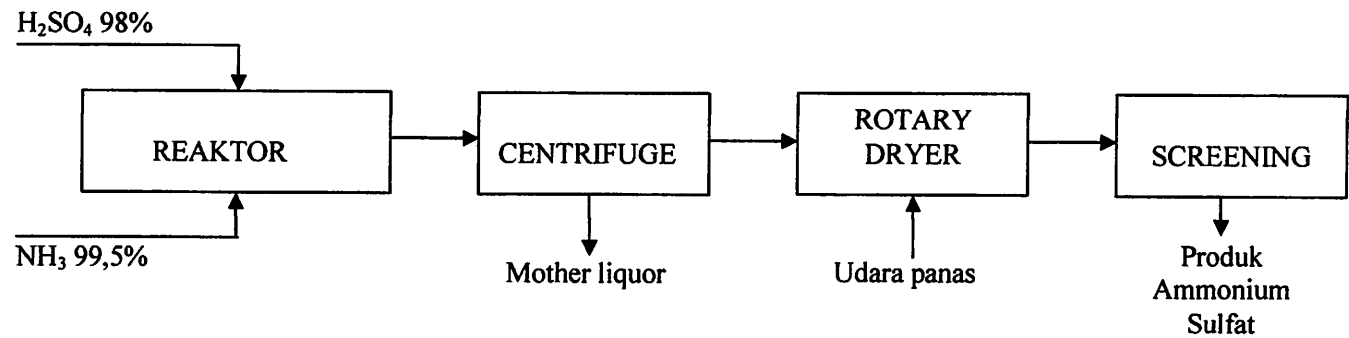 H₂SO₄ 98%
REAKTOR
NH₃ 99,5%
CENTRIFUGE
Mother liquor
ROTARY
DRYER
Udara panas
SCREENING
Produk
Ammonium
Sulfat